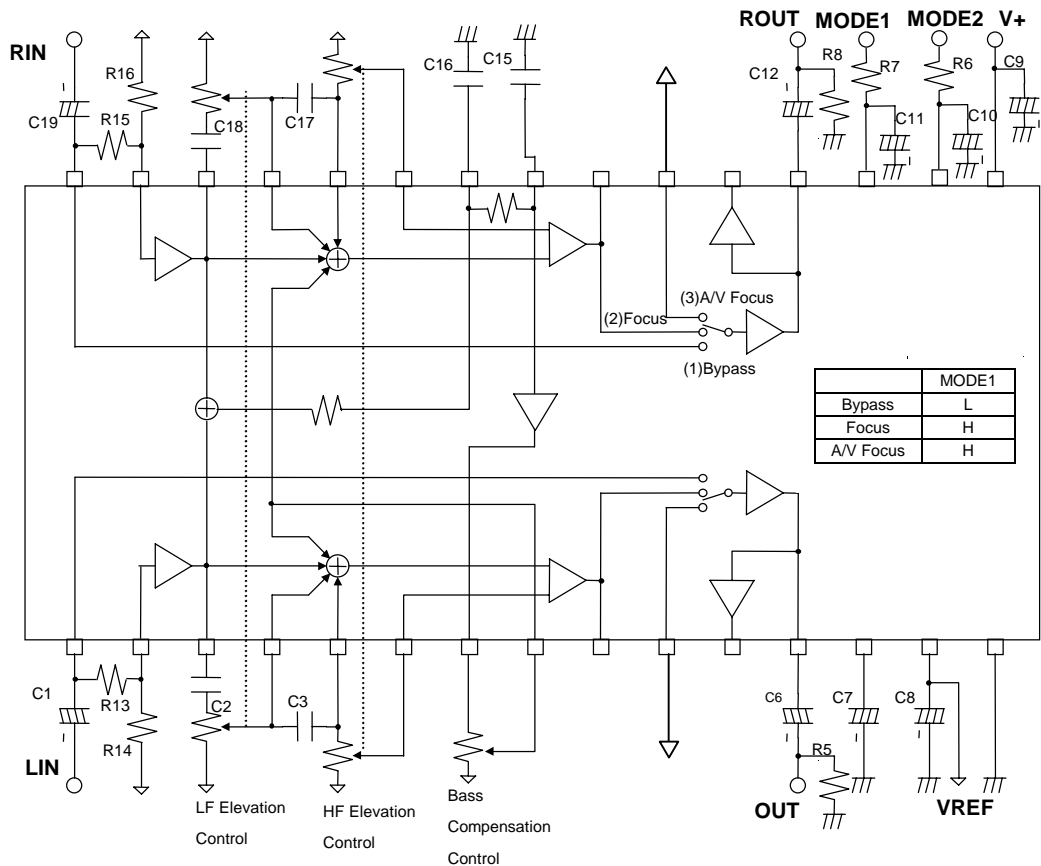 RIN
ROUT
MODE1
MODE2
V+
R16
C19
R15
C18
C17
C16
C15
C12
R8
R7
C11
R6
C10
C9
(3)A/V Focus
(2)Focus
(1)Bypass
MODE1
Bypass L
Focus H
A/V Focus H
C1
R13
R14
C2
C3
C6
C7
C8
R5
LIN
OUT
VREF
LF Elevation
Control
HF Elevation
Control
Bass
Compensation
Control